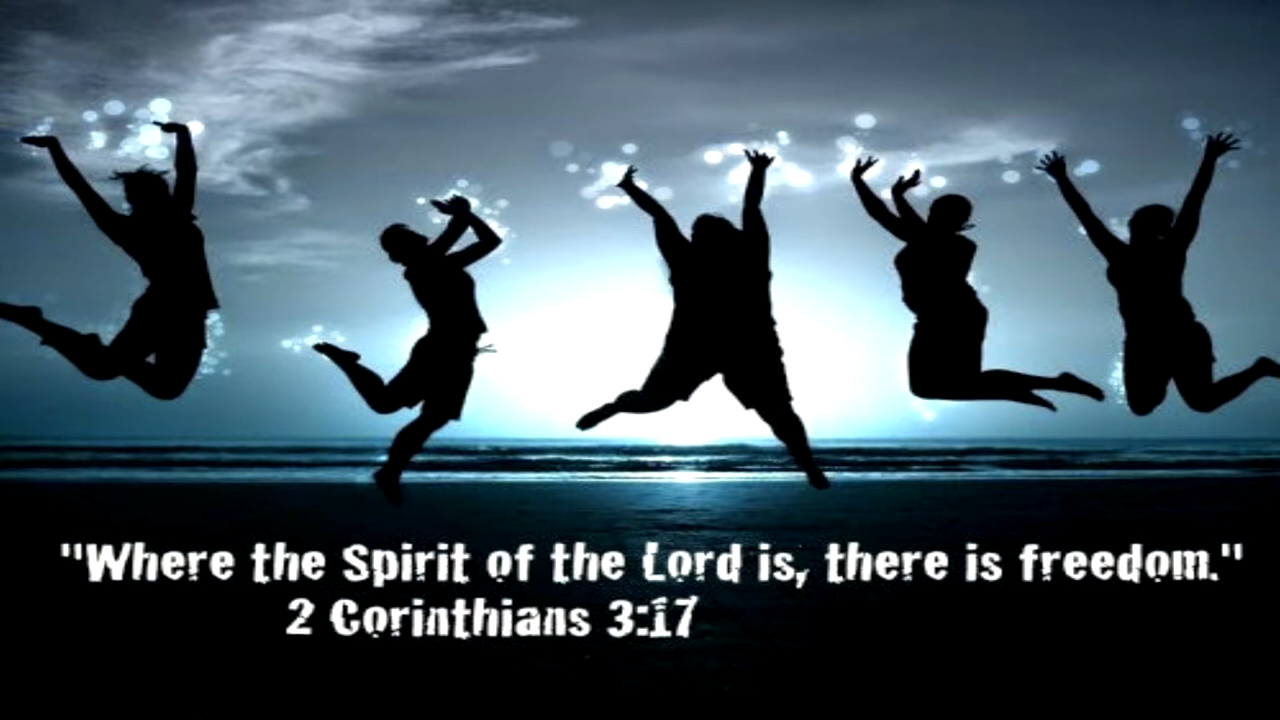 "Where the Spirit of the Lord is, there is freedom."
2 Corinthians 3:17